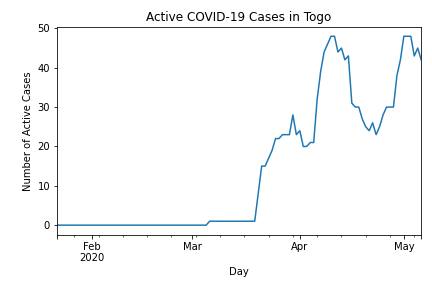 Active COVID-19 Cases in Togo
50
40
30
20
10
0
Number of Active Cases
Feb
2020
Mar
Apr
May
Day